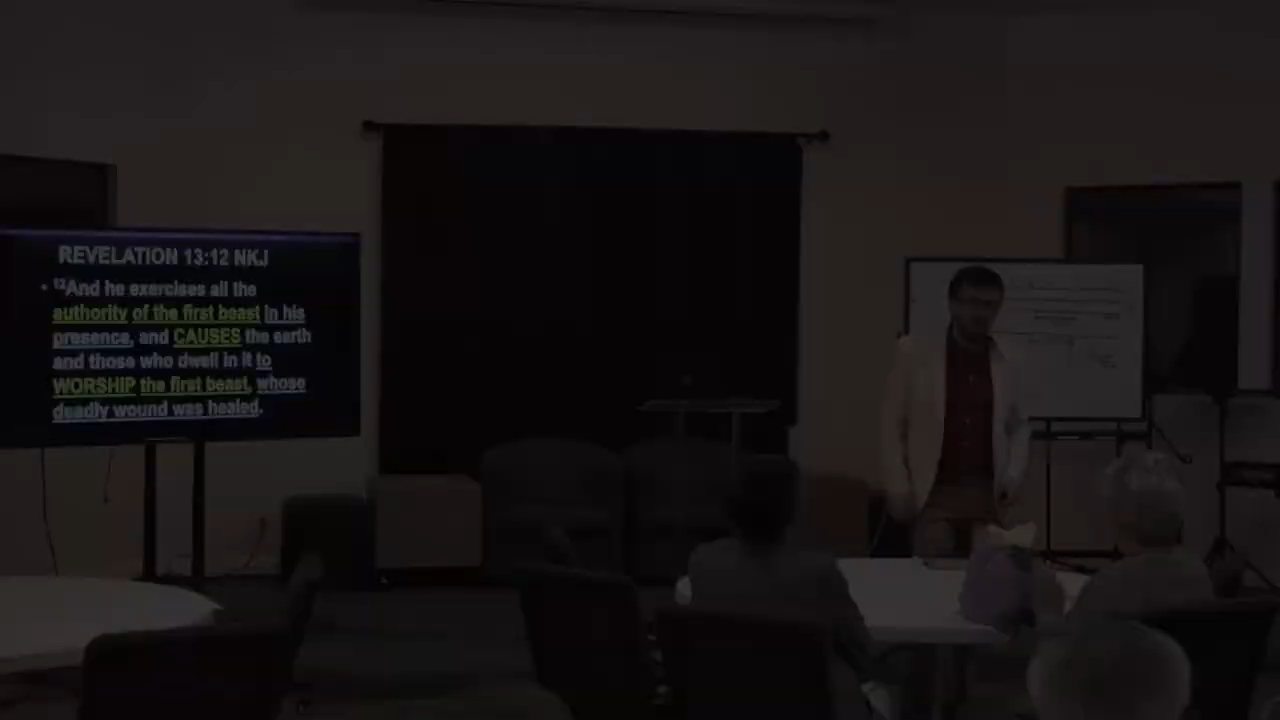 REVELATION 13:12 NKJ
• ¹²And he exercises all the
authority of the first beast in his
presence, and CAUSES the earth
and those who dwell in it to
WORSHIP the first beast, whose
deadly wound was healed.